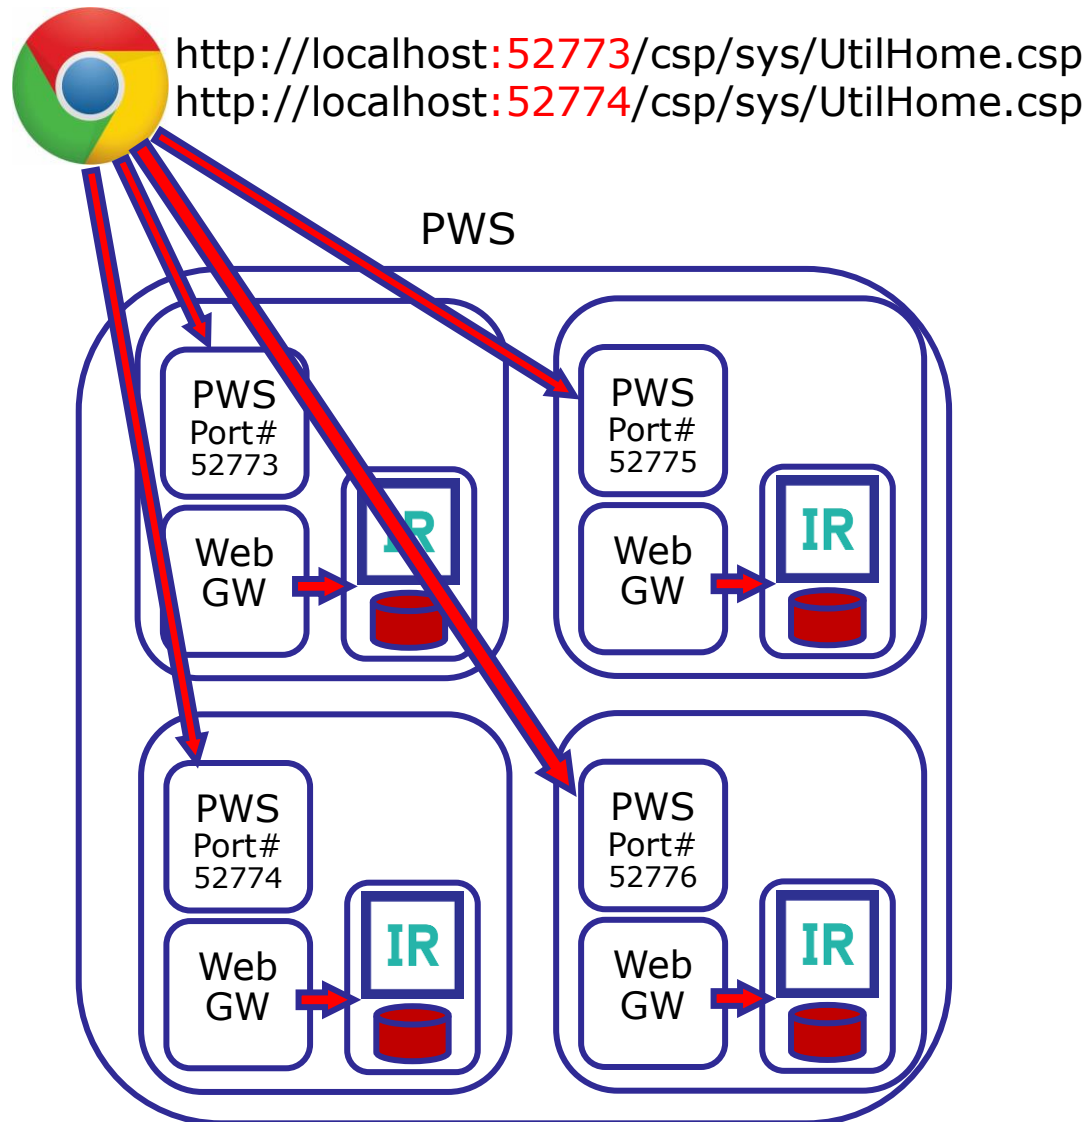 http://localhost:52773/csp/sys/UtilHome.csp
http://localhost:52774/csp/sys/UtilHome.csp
PWS
PWS
Port#
52773
Web
GW
IR
PWS
Port#
52775
Web
GW
IR
PWS
Port#
52774
Web
GW
IR
PWS
Port#
52776
Web
GW
IR